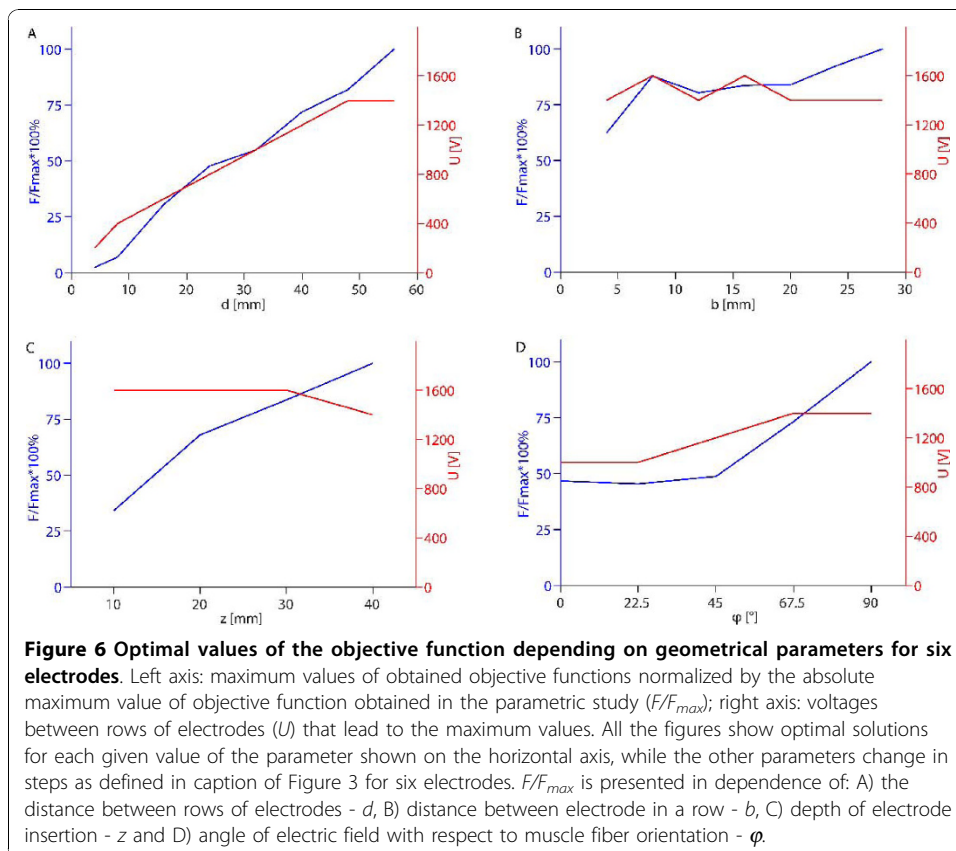 A
100
75
50
25
0
F/Fmax*100%
1600
1200
800
400
0
U [V]
0 10 20 30 40 50 60
d [mm]
B
100
75
50
25
0
F/Fmax*100%
1600
1200
800
400
0
U [V]
0 5 10 15 20 25 30
b [mm]
C
100
75
50
25
0
F/Fmax*100%
1600
1200
800
400
0
U [V]
10 20 30 40
z [mm]
D
100
75
50
25
0
F/Fmax*100%
1600
1200
800
400
0
U [V]
0 22.5 45 67.5 90
φ [°]
Figure 6 Optimal values of the objective function depending on geometrical parameters for six
electrodes. Left axis: maximum values of obtained objective functions normalized by the absolute
maximum value of objective function obtained in the parametric study (F/Fmax); right axis: voltages
between rows of electrodes (U) that lead to the maximum values. All the figures show optimal solutions
for each given value of the parameter shown on the horizontal axis, while the other parameters change in
steps as defined in caption of Figure 3 for six electrodes. F/Fmax is presented in dependence of: A) the
distance between rows of electrodes - d, B) distance between electrode in a row - b, C) depth of electrode
insertion - z and D) angle of electric field with respect to muscle fiber orientation - φ.